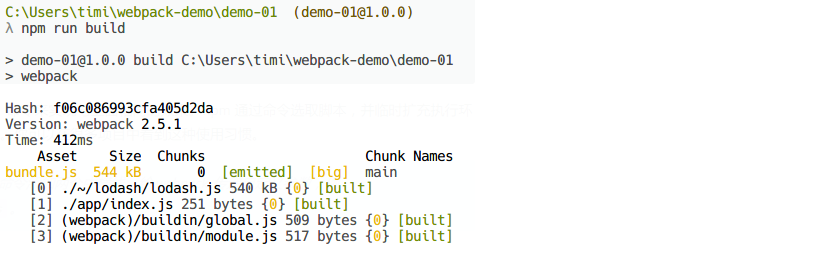 C:\Users\timi\webpack-demo\demo-01 (demo-01@1.0.0)
λ npm run build
> demo-01@1.0.0 build C:\Users\timi\webpack-demo\demo-01
> webpack
Hash: f06c086993cfa405d2da
Version: webpack 2.5.1
Time: 412ms
Asset Size Chunks Chunk Names
bundle.js 544 kB 0 [emitted] [big] main
[0] ./~/lodash/lodash.js 540 kB {0} [built]
[1] ./app/index.js 251 bytes {0} [built]
[2] (webpack)/buildin/global.js 509 bytes {0} [built]
[3] (webpack)/buildin/module.js 517 bytes {0} [built]